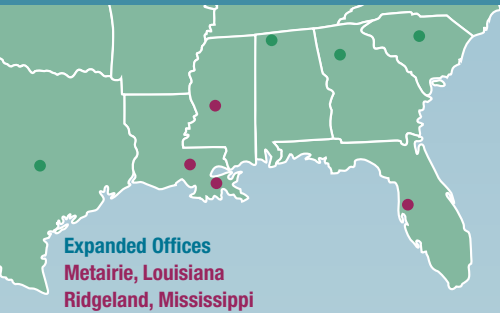 Expanded Offices
Metairie, Louisiana
Ridgeland, Mississippi